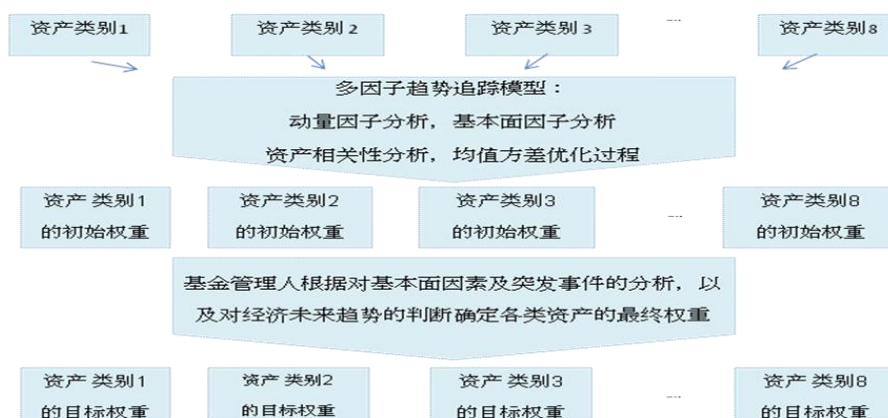 资产类别1 资产类别 2 资产类别 3 ... 资产类别8
多因子趋势追踪模型：
动量因子分析，基本面因子分析
资产相关性分析，均值方差优化过程
资产 类别1 资产类别2 资产类别3 ... 资产类别8
的初始权重 的初始权重 的初始权重 的初始权重
基金管理人根据对基本面因素及突发事件的分析，以
及对经济未来趋势的判断确定各类资产的最终权重
资产 类别1 资产 类别2 资产 类别3 ... 资产 类别8
的目标权重 的目标权重 的目标权重 的目标权重